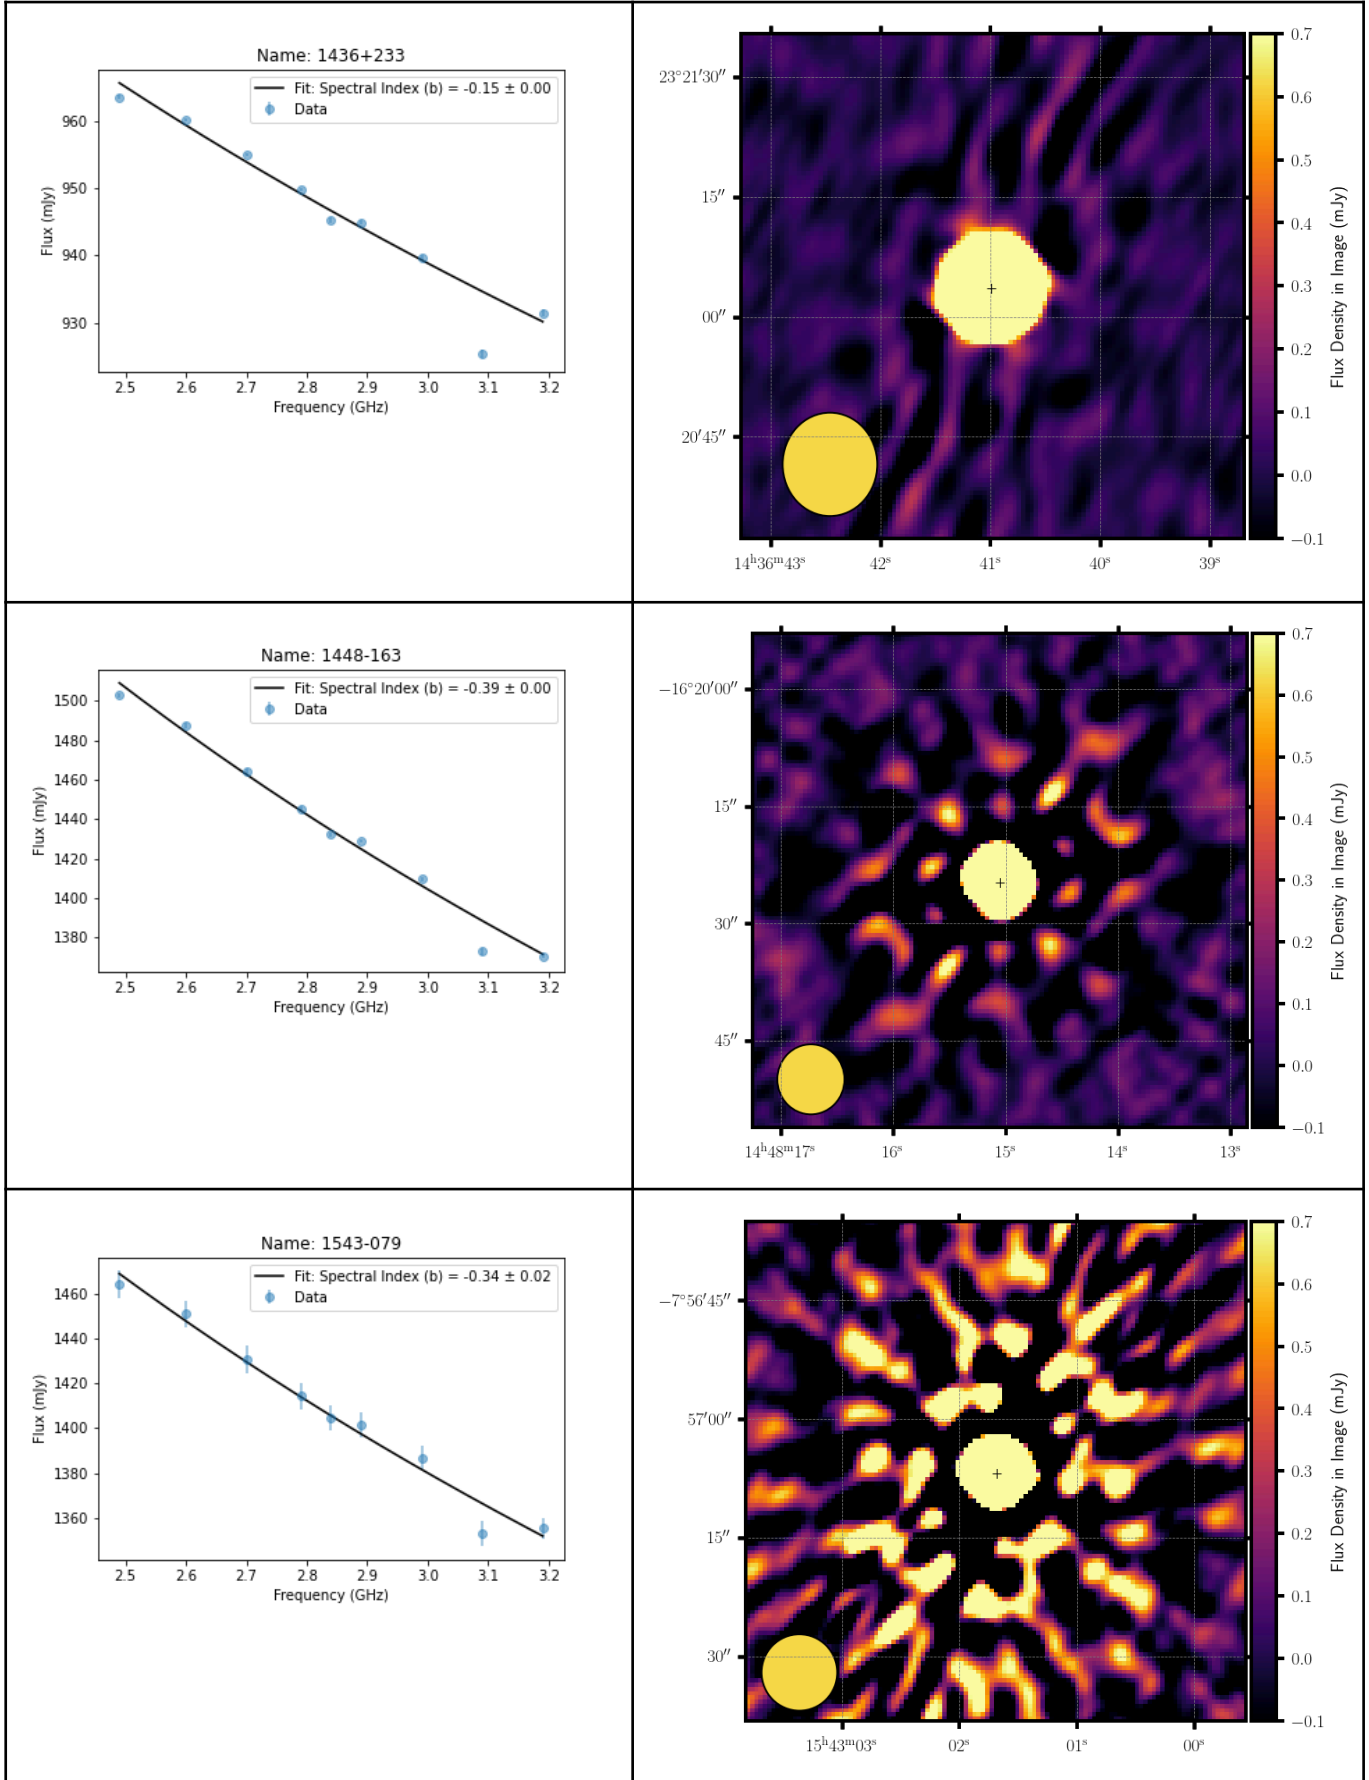 Name: 1436+233
Fit: Spectral Index (b) = -0.15 ± 0.00
Data
960
950
940
930
Flux (mJy)
2.5 2.6 2.7 2.8 2.9 3.0 3.1 3.2
Frequency (GHz)
23°21′30″
15″
00″
20′45″
14ʰ36ᵐ43ˢ 42ˢ 41ˢ 40ˢ 39ˢ
0.7
0.6
0.5
0.4
0.3
0.2
0.1
0.0
−0.1
Flux Density in Image (mJy)
Name: 1448-163
Fit: Spectral Index (b) = -0.39 ± 0.00
Data
1500
1480
1460
1440
1420
1400
1380
Flux (mJy)
2.5 2.6 2.7 2.8 2.9 3.0 3.1 3.2
Frequency (GHz)
−16°20′00″
15″
30″
45″
14ʰ48ᵐ17ˢ 16ˢ 15ˢ 14ˢ 13ˢ
0.7
0.6
0.5
0.4
0.3
0.2
0.1
0.0
−0.1
Flux Density in Image (mJy)
Name: 1543-079
Fit: Spectral Index (b) = -0.34 ± 0.02
Data
1460
1440
1420
1400
1380
1360
Flux (mJy)
2.5 2.6 2.7 2.8 2.9 3.0 3.1 3.2
Frequency (GHz)
−7°56′45″
57′00″
15″
30″
15ʰ43ᵐ03ˢ 02ˢ 01ˢ 00ˢ
0.7
0.6
0.5
0.4
0.3
0.2
0.1
0.0
−0.1
Flux Density in Image (mJy)